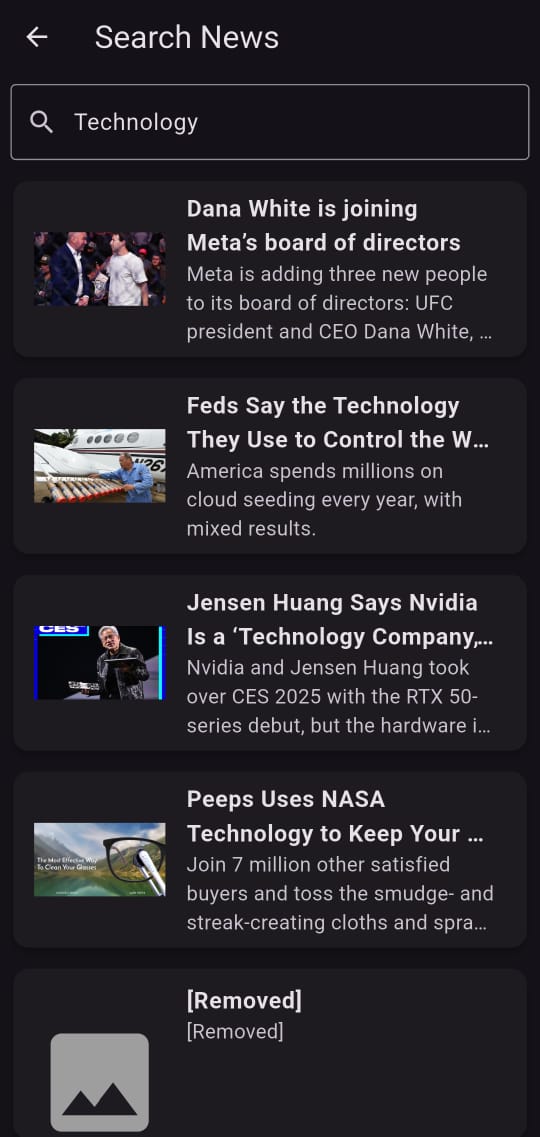 Search News
Technology
Dana White is joining
Meta’s board of directors
Meta is adding three new people
to its board of directors: UFC
president and CEO Dana White, …
Feds Say the Technology
They Use to Control the W…
America spends millions on
cloud seeding every year, with
mixed results.
CES
Jensen Huang Says Nvidia
Is a ‘Technology Company,…
Nvidia and Jensen Huang took
over CES 2025 with the RTX 50-
series debut, but the hardware i…
The Most Effective Way
To Clean Your Glasses
Peeps Uses NASA
Technology to Keep Your …
Join 7 million other satisfied
buyers and toss the smudge- and
streak-creating cloths and spra…
[Removed]
[Removed]